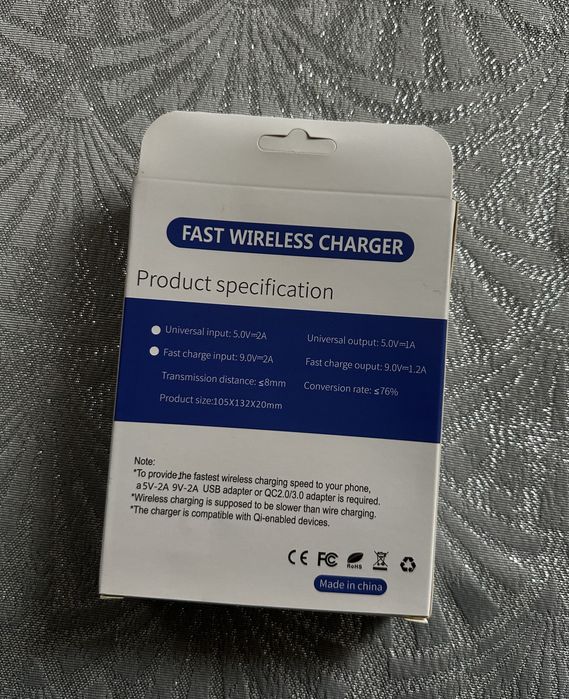 FAST WIRELESS CHARGER
Product specification
Universal input: 5.0V⎓2A
Universal output: 5.0V⎓1A
Fast charge input: 9.0V⎓2A
Fast charge ouput: 9.0V⎓1.2A
Transmission distance: ≤8mm
Conversion rate: ≤76%
Product size:105X132X20mm
Note:
*To provide,the fastest wireless charging speed to your phone,
a 5V-2A 9V-2A USB adapter or QC2.0/3.0 adapter is required.
*Wireless charging is supposed to be slower than wire charging.
*The charger is compatible with Qi-enabled devices.
CE FC RoHS
Made in china